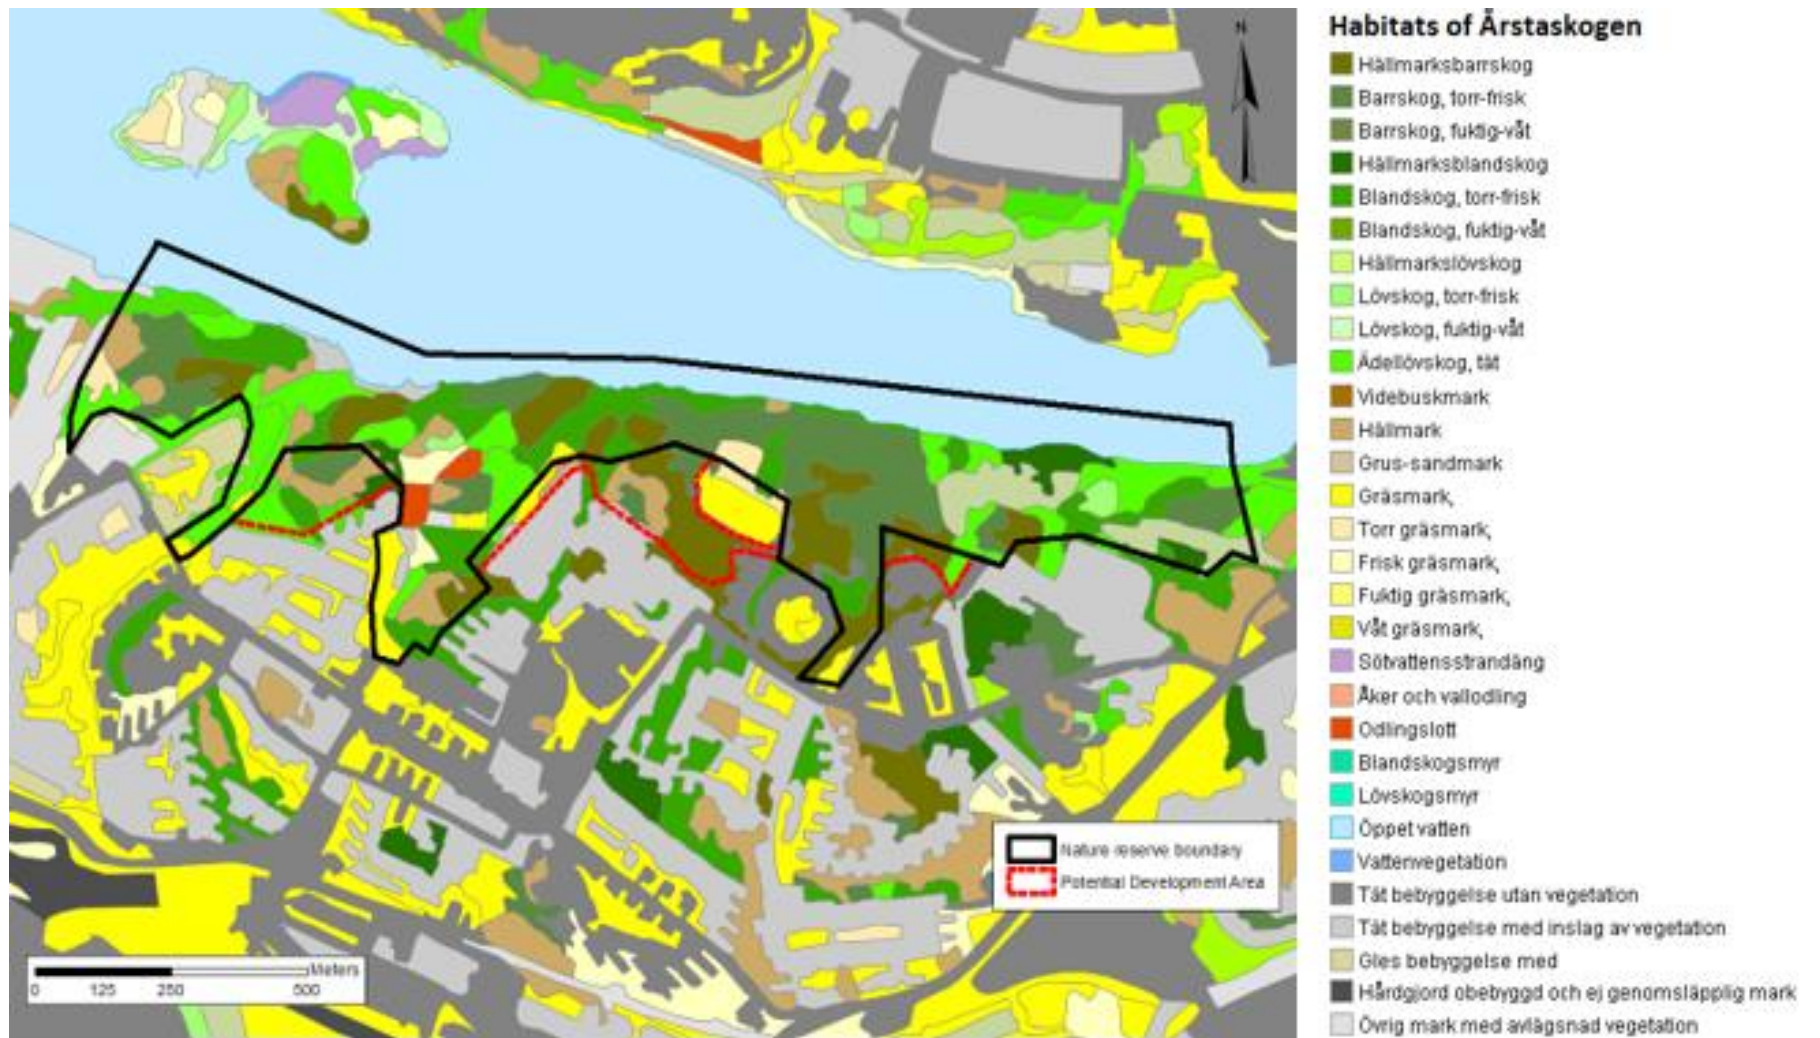 Habitats of Årstaskogen
N
Hällmarksbarrskog
Barrskog, torr-frisk
Barrskog, fuktig-våt
Hällmarksblandskog
Blandskog, torr-frisk
Blandskog, fuktig-våt
Hällmarkslövskog
Lövskog, torr-frisk
Lövskog, fuktig-våt
Ädellövskog, tät
Videbuskmark
Hällmark
Grus-sandmark
Gräsmark,
Torr gräsmark,
Frisk gräsmark,
Fuktig gräsmark,
Våt gräsmark,
Sötvattensstrandäng
Åker och vallodling
Odlingslott
Blandskogsmyr
Lövskogsmyr
Öppet vatten
Vattenvegetation
Tät bebyggelse utan vegetation
Tät bebyggelse med inslag av vegetation
Gles bebyggelse med
Hårdgjord obebyggd och ej genomsläpplig mark
Övrig mark med avlägsnad vegetation
Nature reserve boundary
Potential Development Area
Meters
0 125 250 500